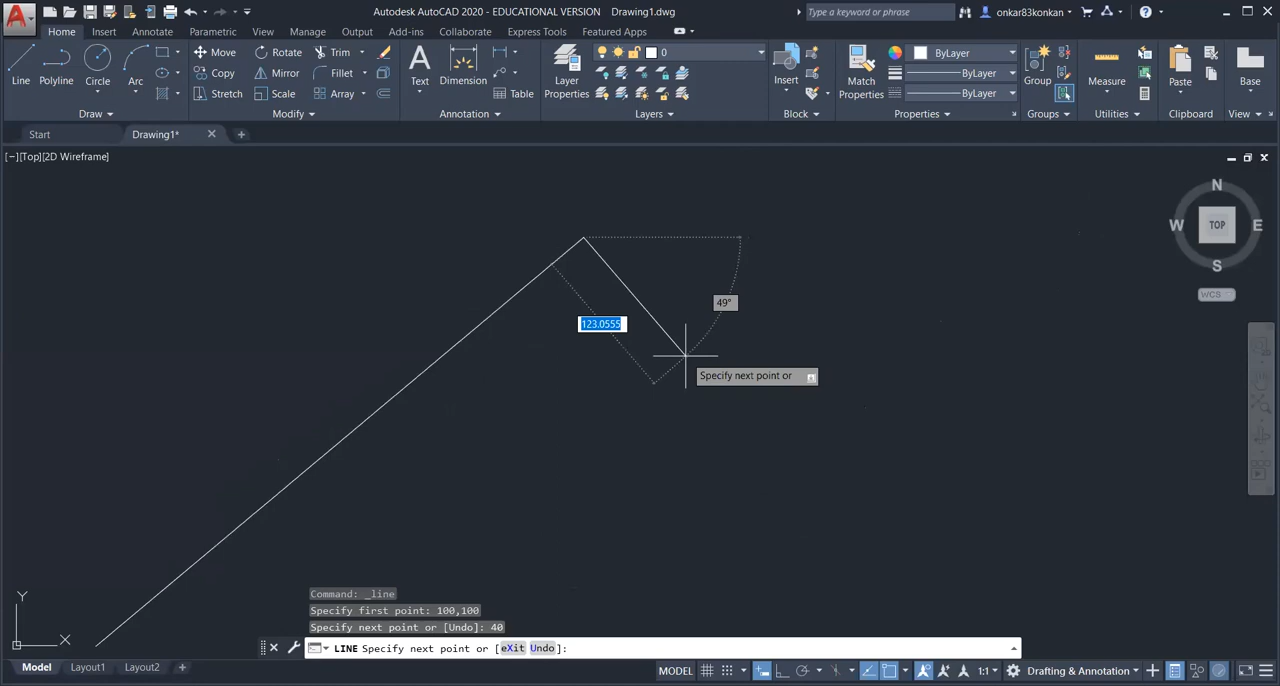 Autodesk AutoCAD 2020 - EDUCATIONAL VERSION Drawing1.dwg
Type a keyword or phrase
onkar83konkan
Home Insert Annotate Parametric View Manage Output Add-ins Collaborate Express Tools Featured Apps
Line Polyline Circle Arc
Move Rotate Trim
Copy Mirror Fillet
Stretch Scale Array
Text Dimension
Table
Layer Properties
0
Insert
Match Properties
ByLayer
ByLayer
ByLayer
Group
Measure
Paste
Base
Draw Modify Annotation Layers Block Properties Groups Utilities Clipboard View
Start Drawing1*
[−][Top][2D Wireframe]
N
W TOP E
S
WCS
49°
123.0555
Specify next point or
Y
X
Command: _line
Specify first point: 100,100
Specify next point or [Undo]: 40
LINE Specify next point or [eXit Undo]:
Model Layout1 Layout2
MODEL 1:1 Drafting & Annotation